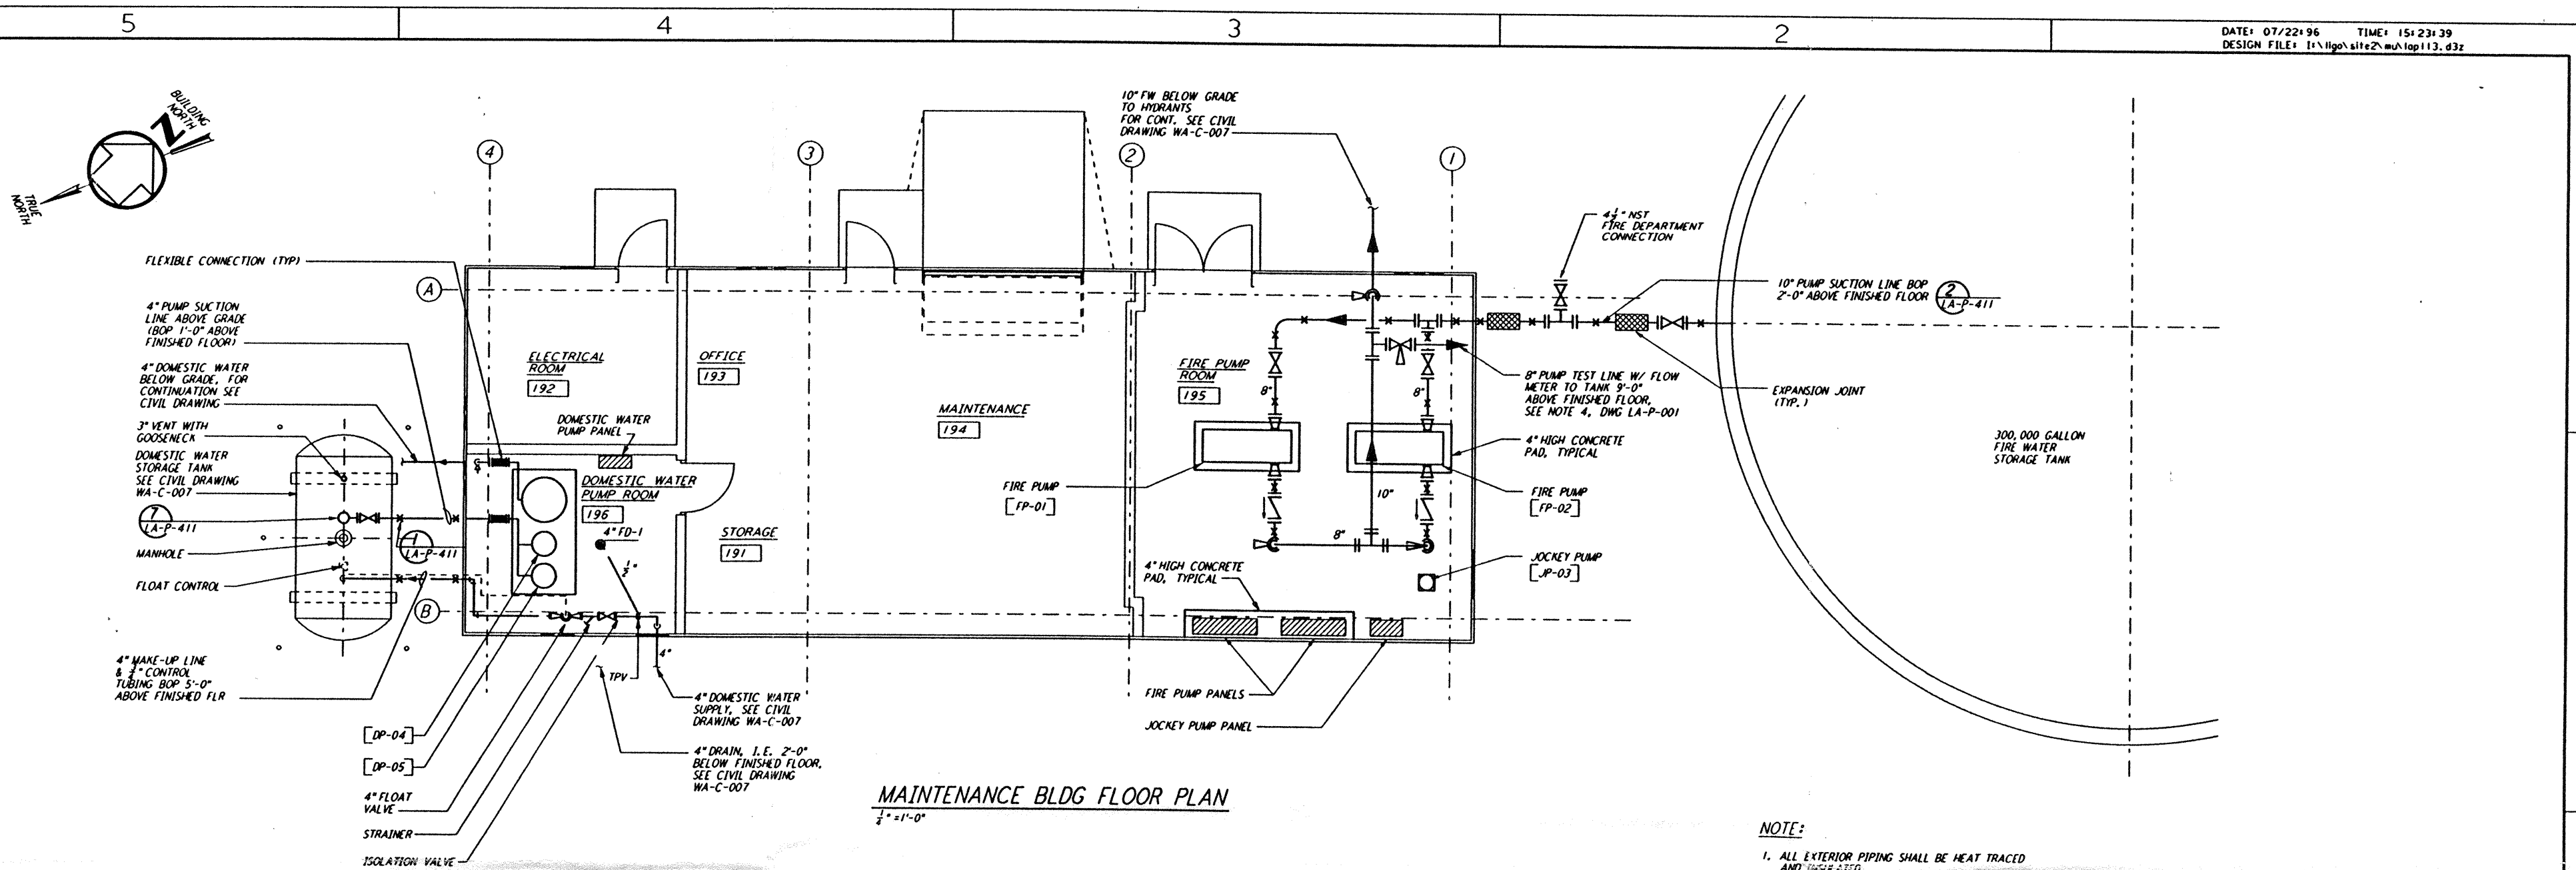 5
4
3
2
DATE: 07/22/96 TIME: 15:23:39
DESIGN FILE: I:\ligo\site2\mu\lap113.d3z
BUILDING
NORTH
N
TRUE
NORTH
10" FW BELOW GRADE
TO HYDRANTS
FOR CONT. SEE CIVIL
DRAWING WA-C-007
4
3
2
1
4 1/2" NST
FIRE DEPARTMENT
CONNECTION
FLEXIBLE CONNECTION (TYP)
A
10" PUMP SUCTION LINE BOP
2'-0" ABOVE FINISHED FLOOR
2
LA-P-411
4" PUMP SUCTION
LINE ABOVE GRADE
(BOP 1'-0" ABOVE
FINISHED FLOOR)
4" DOMESTIC WATER
BELOW GRADE, FOR
CONTINUATION SEE
CIVIL DRAWING
3" VENT WITH
GOOSENECK
DOMESTIC WATER
STORAGE TANK
SEE CIVIL DRAWING
WA-C-007
7
LA-P-411
MANHOLE
1
LA-P-411
FLOAT CONTROL
B
4" MAKE-UP LINE
& CONTROL
TUBING BOP 5'-0"
ABOVE FINISHED FLR
ELECTRICAL
ROOM
192
OFFICE
193
DOMESTIC WATER
PUMP PANEL
DOMESTIC WATER
PUMP ROOM
196
4" FD-1
1/2"
STORAGE
191
MAINTENANCE
194
FIRE PUMP
ROOM
195
8"
8"
8" PUMP TEST LINE W/ FLOW
METER TO TANK 9'-0"
ABOVE FINISHED FLOOR,
SEE NOTE 4, DWG LA-P-001
EXPANSION JOINT
(TYP.)
4" HIGH CONCRETE
PAD, TYPICAL
300,000 GALLON
FIRE WATER
STORAGE TANK
FIRE PUMP
[FP-01]
10"
FIRE PUMP
[FP-02]
8"
JOCKEY PUMP
[JP-03]
4" HIGH CONCRETE
PAD, TYPICAL
TPV
4"
4" DOMESTIC WATER
SUPPLY, SEE CIVIL
DRAWING WA-C-007
FIRE PUMP PANELS
JOCKEY PUMP PANEL
[DP-04]
[DP-05]
4" DRAIN, I.E. 2'-0"
BELOW FINISHED FLOOR,
SEE CIVIL DRAWING
WA-C-007
4" FLOAT
VALVE
STRAINER
ISOLATION VALVE
MAINTENANCE BLDG FLOOR PLAN
1/4" =1'-0"
NOTE:
1. ALL EXTERIOR PIPING SHALL BE HEAT TRACED
AND INSULATED